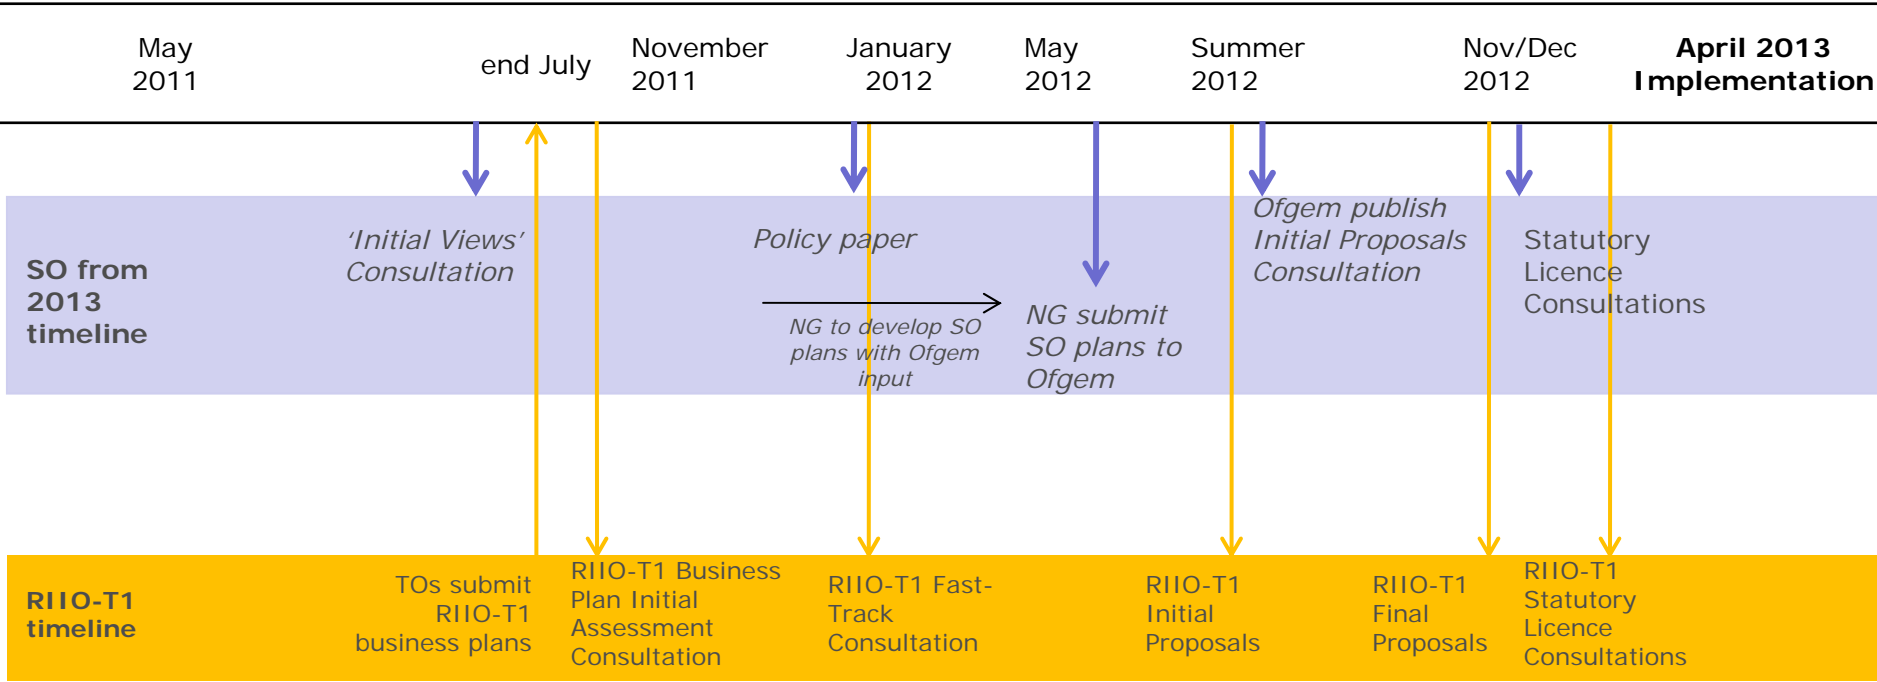 May
2011
end July
November
2011
January
2012
May
2012
Summer
2012
Nov/Dec
2012
April 2013
Implementation
SO from
2013
timeline
'Initial Views'
Consultation
Policy paper
NG to develop SO
plans with Ofgem
input
NG submit
SO plans to
Ofgem
Ofgem publish
Initial Proposals
Consultation
Statutory
Licence
Consultations
RIIO-T1
timeline
TOs submit
RIIO-T1
business plans
RIIO-T1 Business
Plan Initial
Assessment
Consultation
RIIO-T1 Fast-
Track
Consultation
RIIO-T1
Initial
Proposals
RIIO-T1
Final
Proposals
RIIO-T1
Statutory
Licence
Consultations